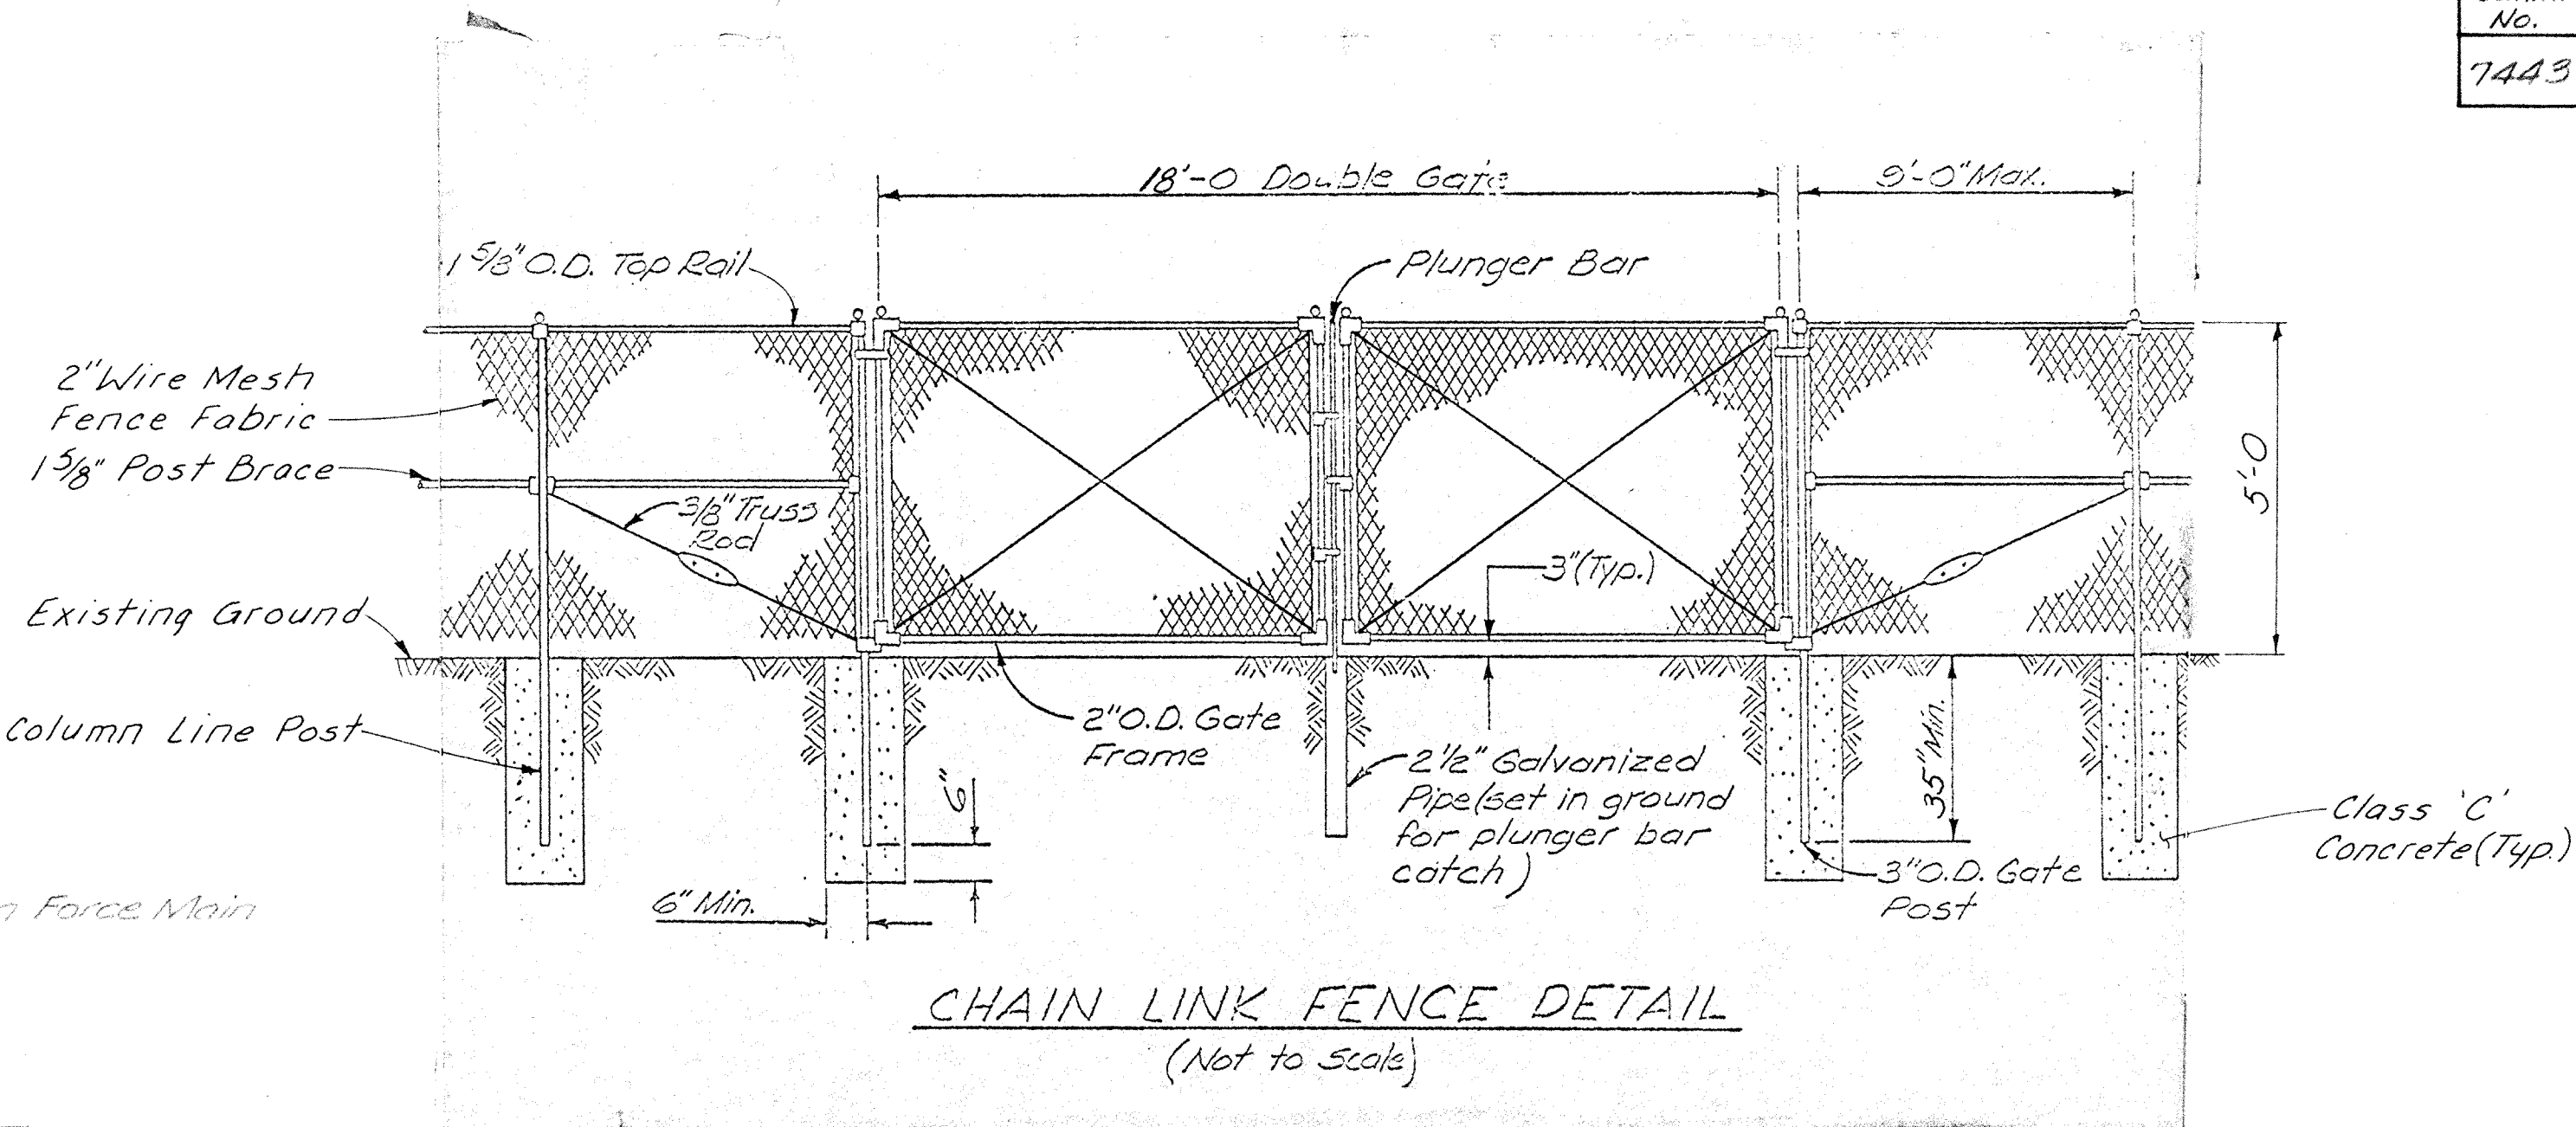 No.
7443
18'-0 Double Gate
9'-0" Max.
1 5/8" O.D. Top Rail
Plunger Bar
2" Wire Mesh
Fence Fabric
1 5/8" Post Brace
3/8" Truss
Rod
3" (Typ.)
5'-0
Existing Ground
Column Line Post
2" O.D. Gate
Frame
6"
2 1/2" Galvanized
Pipe (set in ground
for plunger bar
catch)
35" Min.
Class 'C'
Concrete (Typ.)
3" O.D. Gate
Post
6" Min.
Force Main
CHAIN LINK FENCE DETAIL
(Not to Scale)